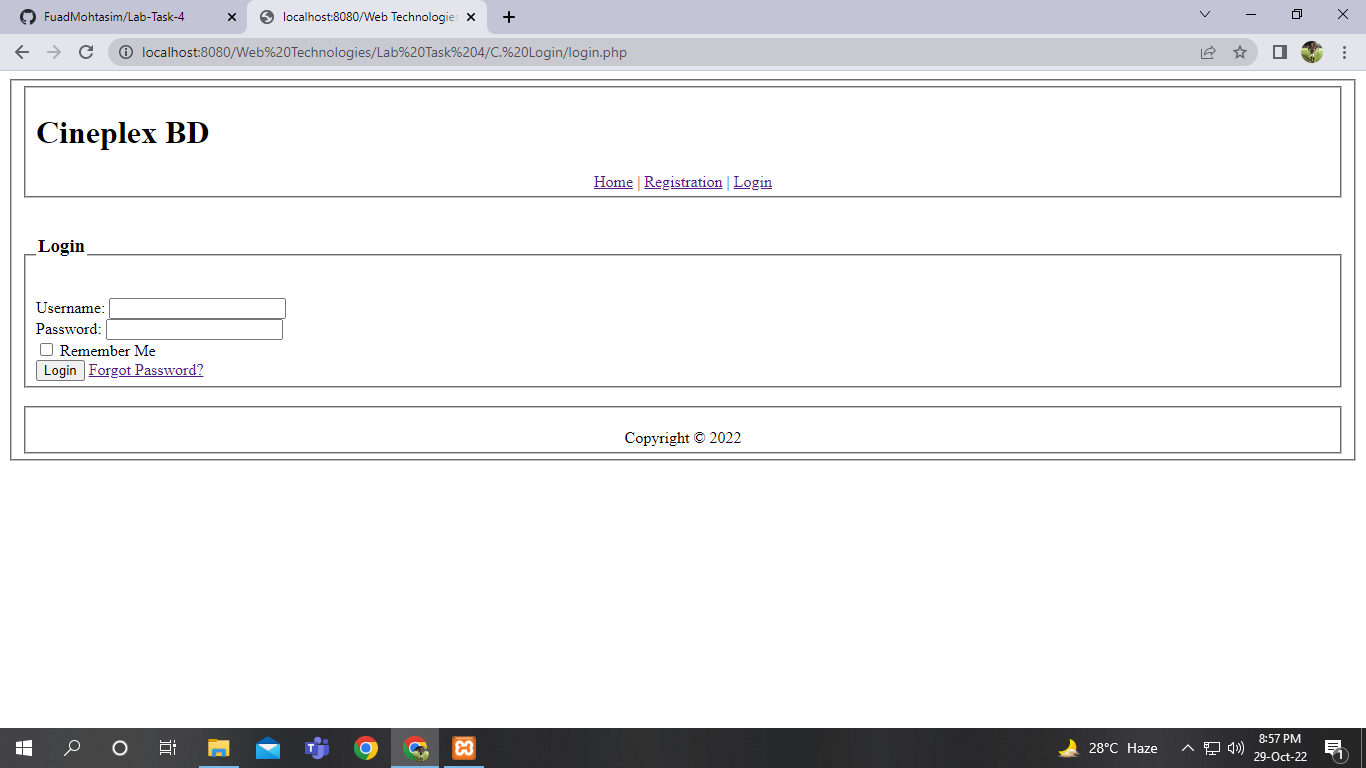 FuadMohtasim/Lab-Task-4
localhost:8080/Web Technologies
localhost:8080/Web%20Technologies/Lab%20Task%204/C.%20Login/login.php
Cineplex BD
Home | Registration | Login
Login
Username:
Password:
Remember Me
Login Forgot Password?
Copyright © 2022
28°C Haze
8:57 PM
29-Oct-22
1